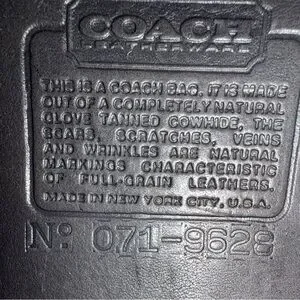 COACH
LEATHERWARE
THIS IS A COACH BAG. IT IS MADE
OUT OF A COMPLETELY NATURAL
GLOVE TANNED COWHIDE, THE
SCARS, SCRATCHES, VEINS
AND WRINKLES ARE NATURAL
MARKINGS CHARACTERISTIC
OF FULL-GRAIN LEATHERS.
MADE IN NEW YORK CITY, U.S.A.
No: 071-9628